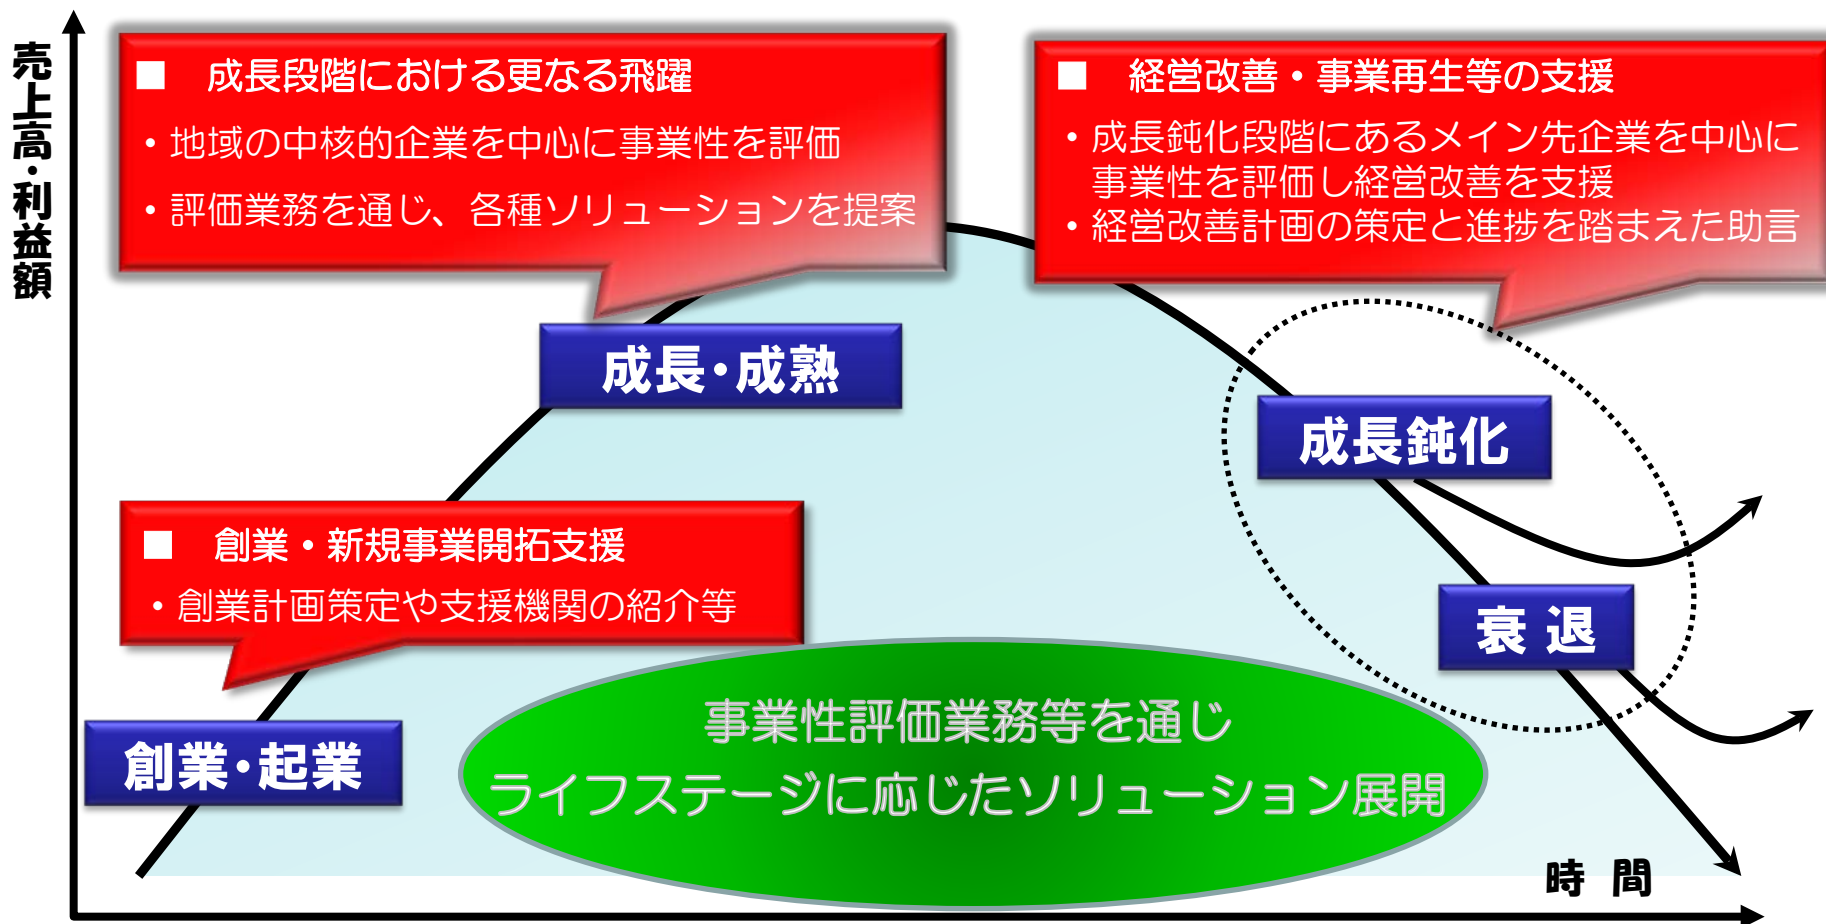 売上高・利益額
■　成長段階における更なる飛躍
・地域の中核的企業を中心に事業性を評価
・評価業務を通じ、各種ソリューションを提案
■　経営改善・事業再生等の支援
・成長鈍化段階にあるメイン先企業を中心に
事業性を評価し経営改善を支援
・経営改善計画の策定と進捗を踏まえた助言
成長・成熟
成長鈍化
■　創業・新規事業開拓支援
・創業計画策定や支援機関の紹介等
衰 退
創業・起業
事業性評価業務等を通じ
ライフステージに応じたソリューション展開
時 間